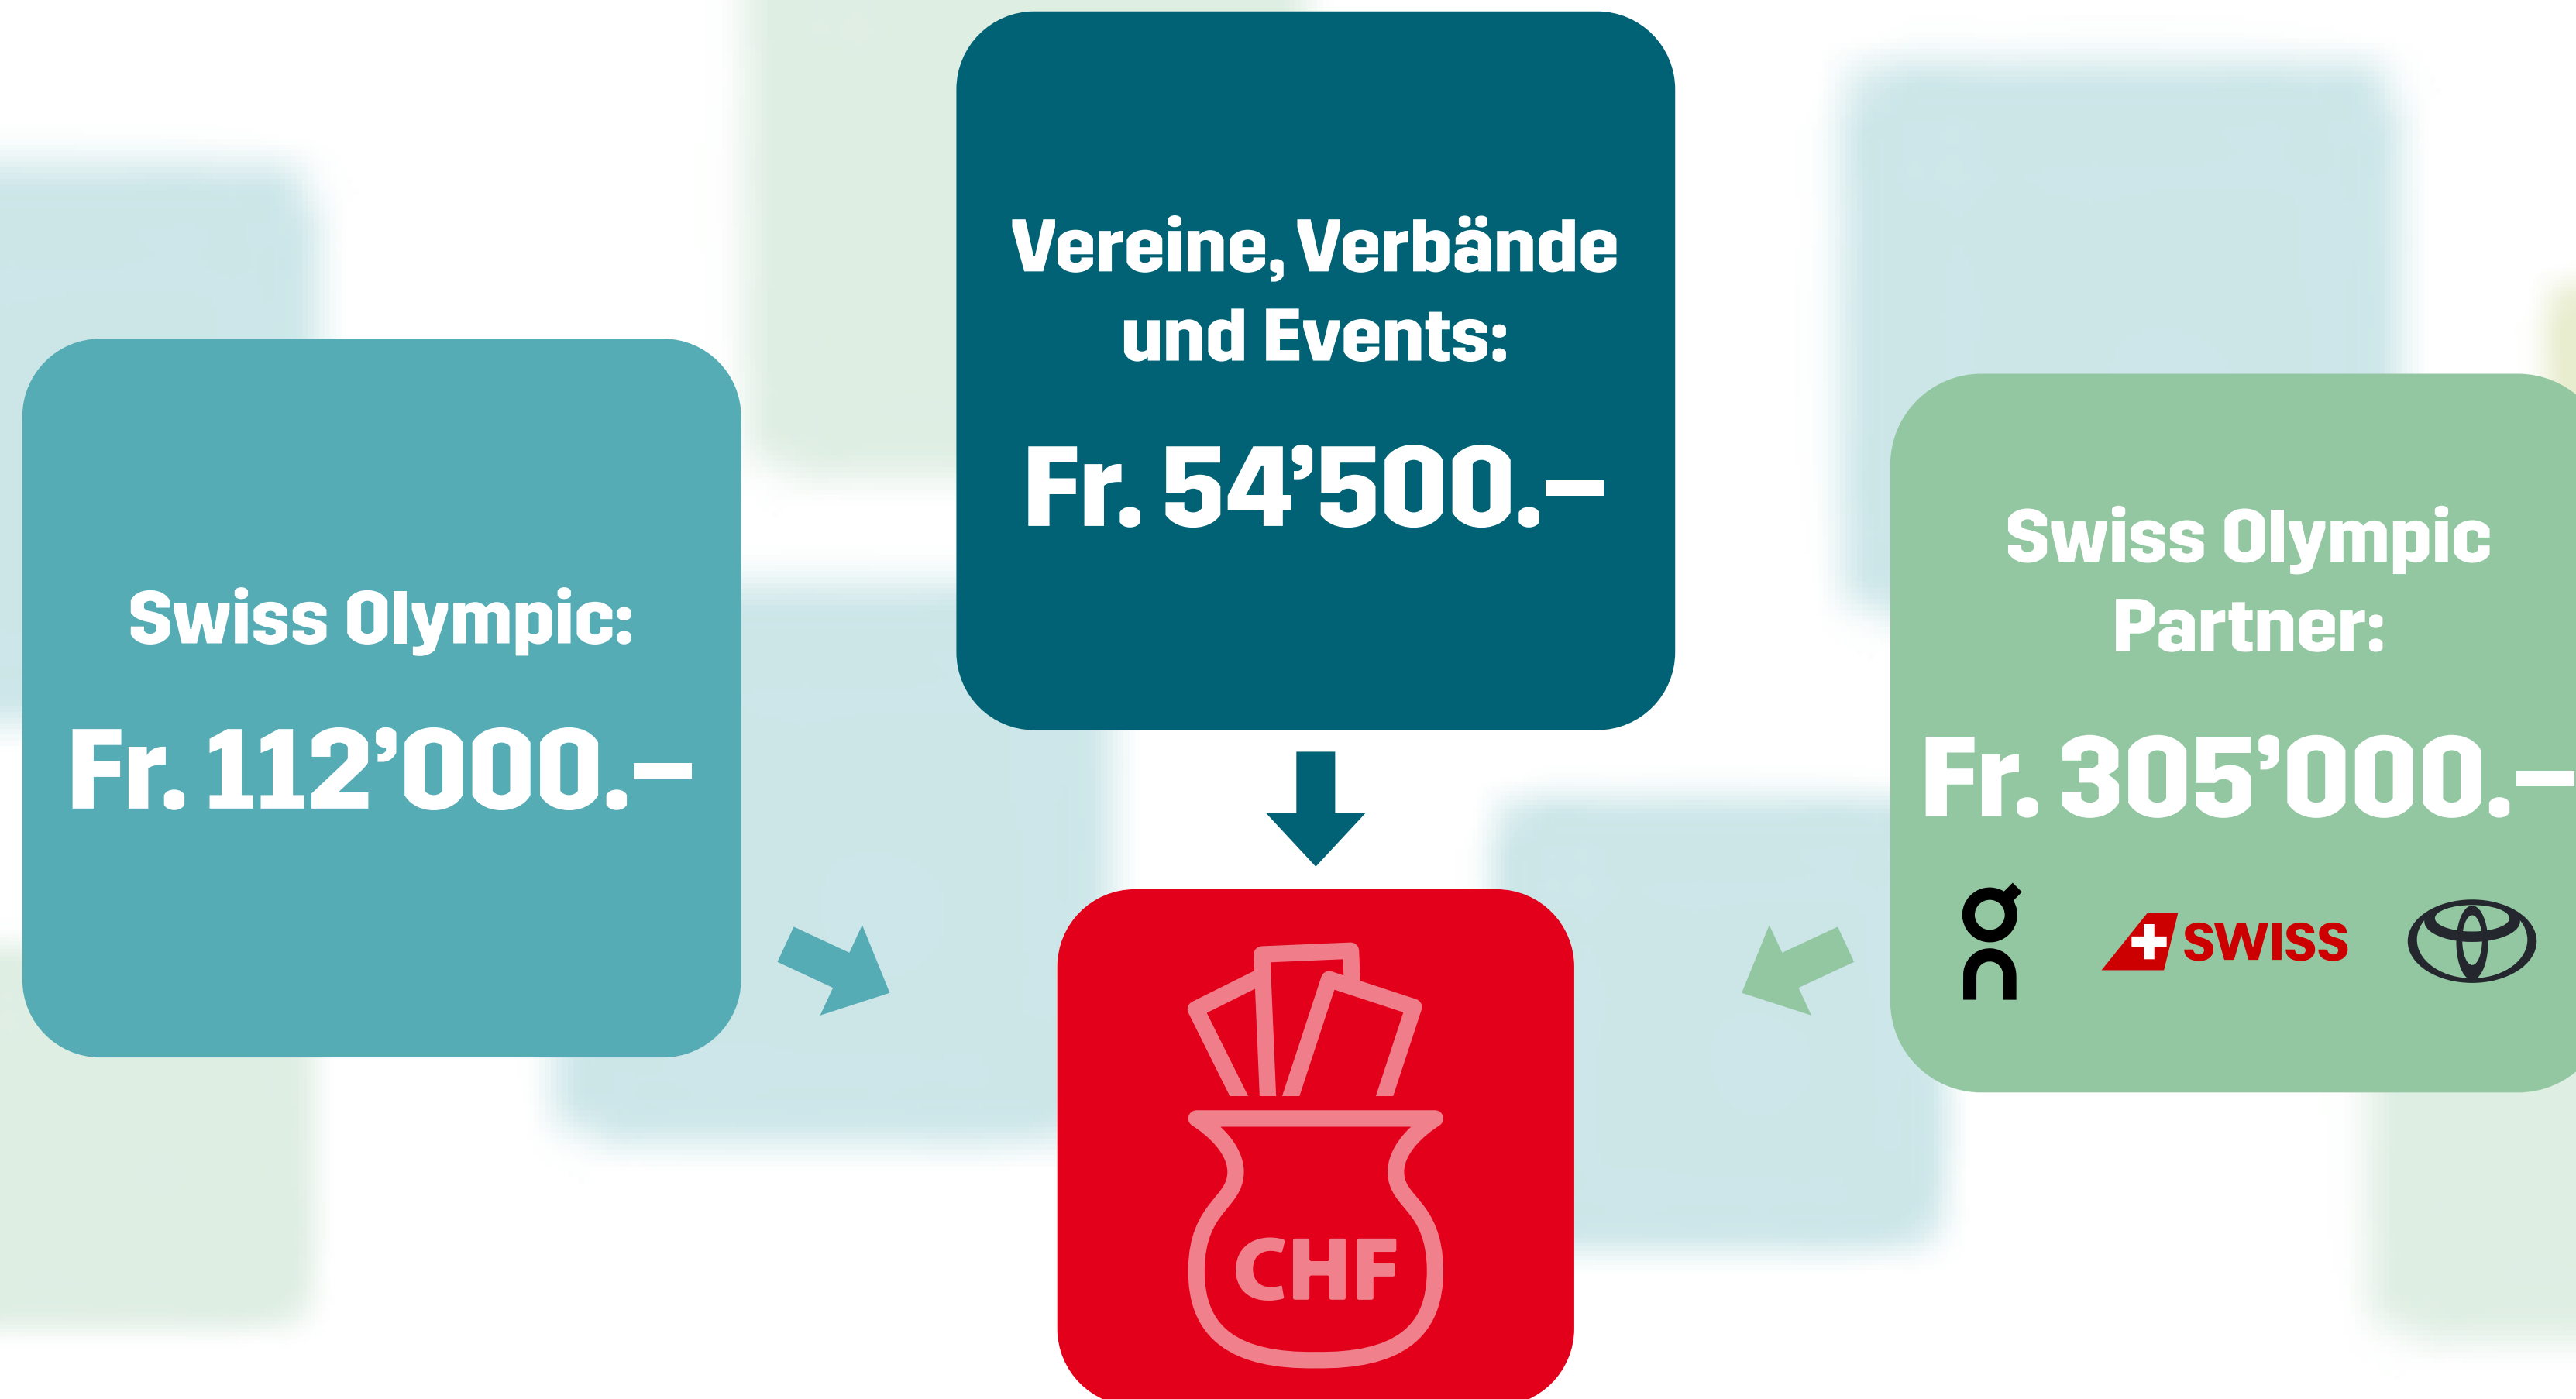 Vereine, Verbände
und Events:
Fr. 54’500.–
Swiss Olympic:
Fr. 112’000.–
Swiss Olympic
Partner:
Fr. 305’000.–
On
SWISS
CHF